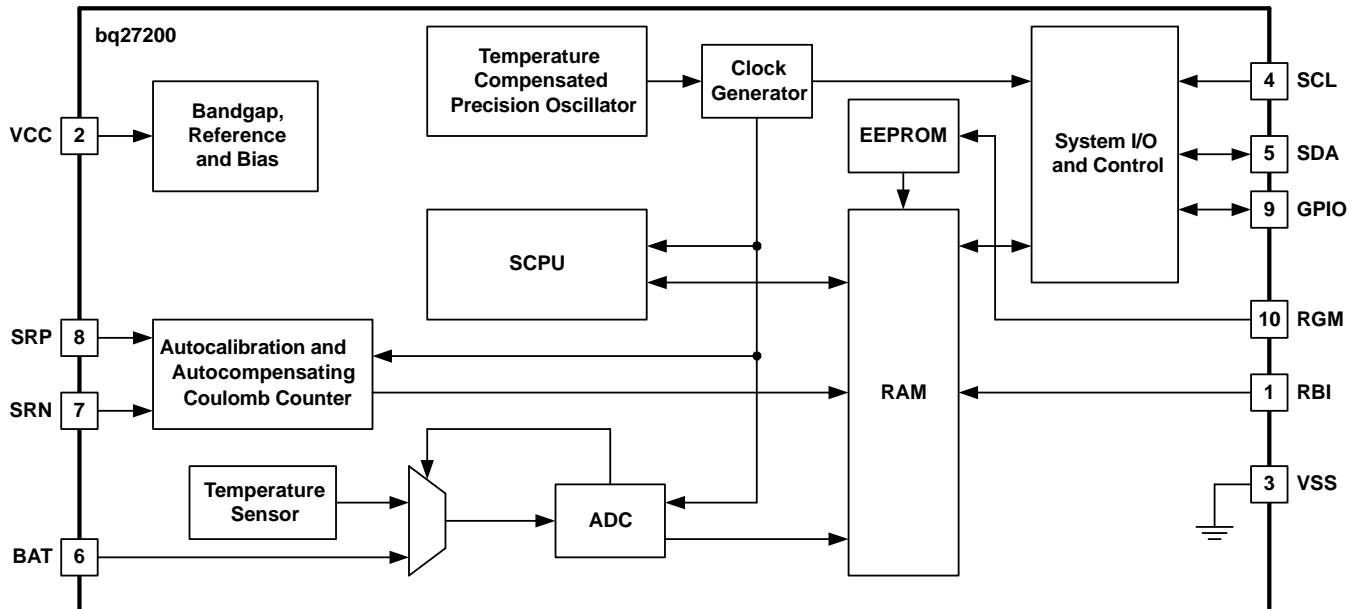 bq27200
Temperature
Compensated
Precision Oscillator
Clock
Generator
Bandgap,
Reference
and Bias
VCC
2
EEPROM
System I/O
and Control
4
SCL
5
SDA
9
GPIO
SCPU
SRP
8
SRN
7
Autocalibration and
Autocompensating
Coulomb Counter
RAM
10
RGM
1
RBI
Temperature
Sensor
ADC
3
VSS
BAT
6